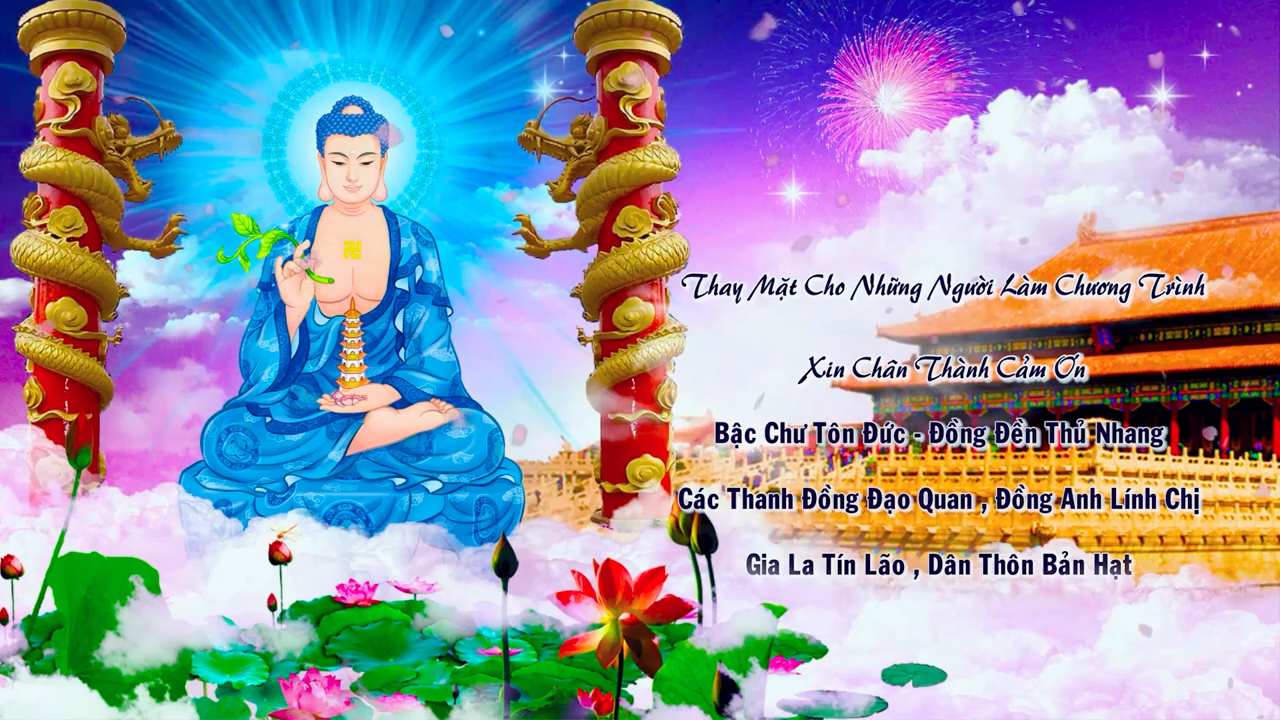 Thay Mặt Cho Những Người Làm Chương Trình
Xin Chân Thành Cảm Ơn
Bậc Chư Tôn Đức - Đồng Đền Thủ Nhang
Các Thanh Đồng Đạo Quan , Đồng Anh Lính Chị
Gia La Tín Lão , Dân Thôn Bản Hạt